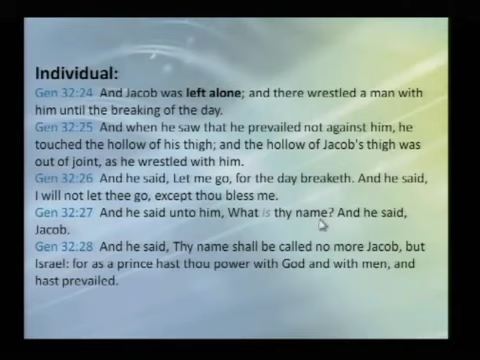 Individual:
Gen 32:24 And Jacob was left alone; and there wrestled a man with
him until the breaking of the day.
Gen 32:25 And when he saw that he prevailed not against him, he
touched the hollow of his thigh; and the hollow of Jacob's thigh was
out of joint, as he wrestled with him.
Gen 32:26 And he said, Let me go, for the day breaketh. And he said,
I will not let thee go, except thou bless me.
Gen 32:27 And he said unto him, What is thy name? And he said,
Jacob.
Gen 32:28 And he said, Thy name shall be called no more Jacob, but
Israel: for as a prince hast thou power with God and with men, and
hast prevailed.